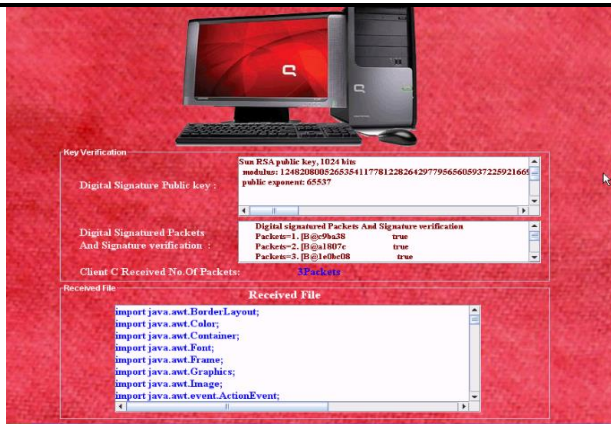 Key Verification
Digital Signature Public key :
Sun RSA public key, 1024 bits
modulus: 124820800526535411778122826429779565605937225921665
public exponent: 65537
Digital Signatured Packets
And Signature verification :
Digital signatured Packets And Signature verification
Packets=1. [B@c9ba38 true
Packets=2. [B@a1807c true
Packets=3. [B@1e0bc08 true
Client C Received No.Of Packets: 3Packets
Received File
Received File
import java.awt.BorderLayout;
import java.awt.Color;
import java.awt.Container;
import java.awt.Font;
import java.awt.Frame;
import java.awt.Graphics;
import java.awt.Image;
import java.awt.event.ActionEvent;